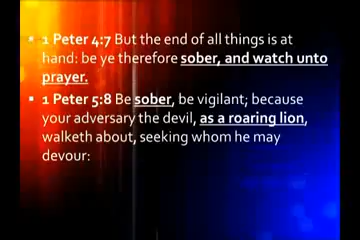 • 1 Peter 4:7 But the end of all things is at
hand: be ye therefore sober, and watch unto
prayer.
• 1 Peter 5:8 Be sober, be vigilant; because
your adversary the devil, as a roaring lion,
walketh about, seeking whom he may
devour: